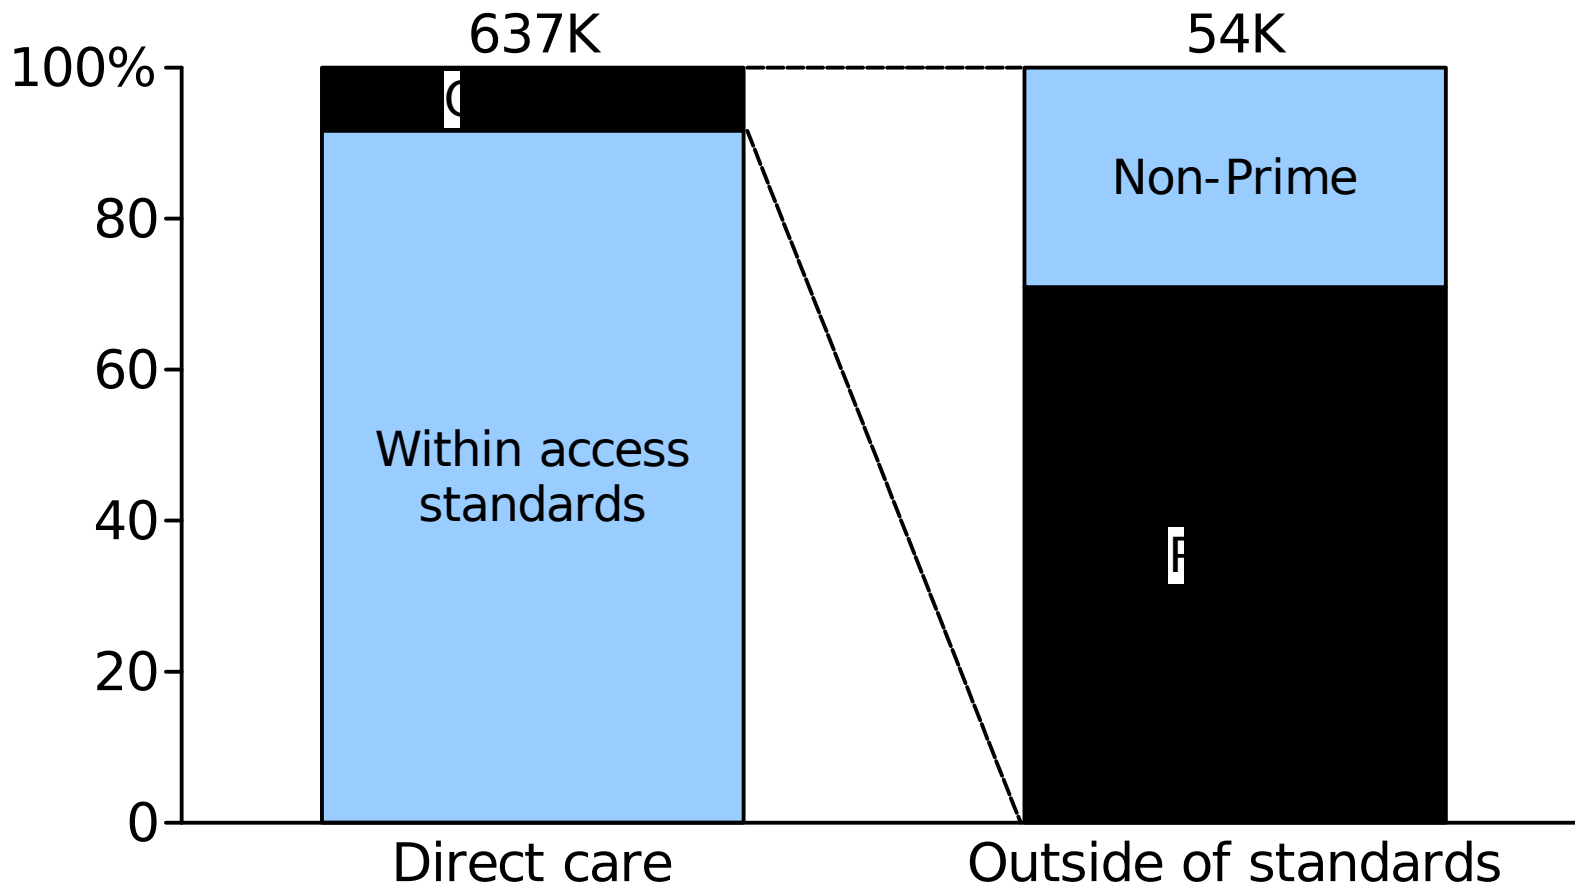 637K
54K
100%
80
60
40
20
0
Non-Prime
Within access
standards
Direct care
Outside of standards